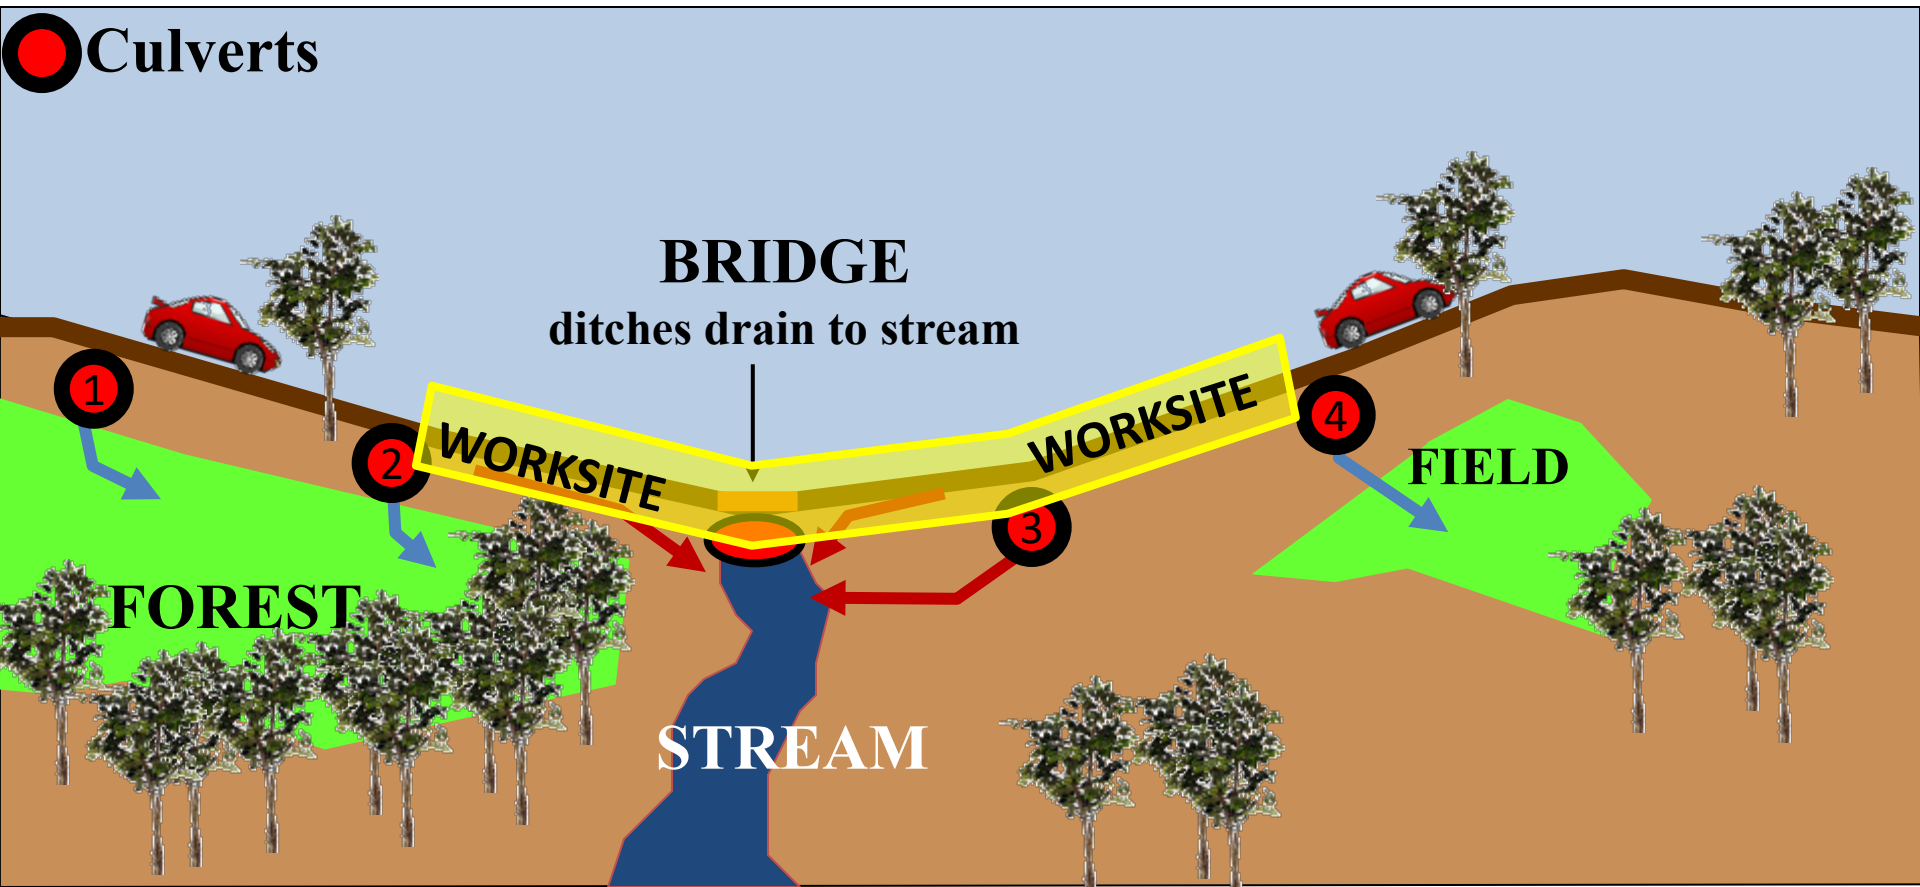 Culverts
BRIDGE
ditches drain to stream
1
2
WORKSITE
WORKSITE
3
4
FIELD
FOREST
STREAM